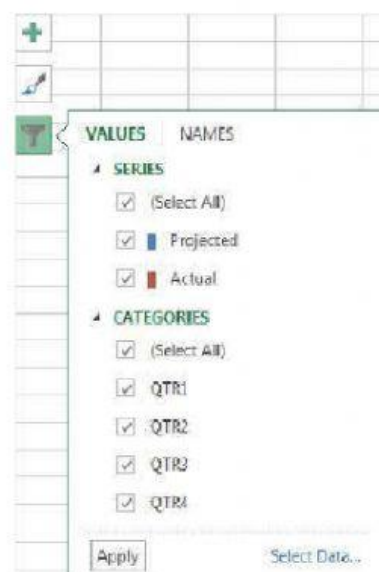 VALUES NAMES
SERIES
(Select All)
Projected
Actual
CATEGORIES
(Select All)
QTR1
QTR2
QTR3
QTR4
Apply Select Data...